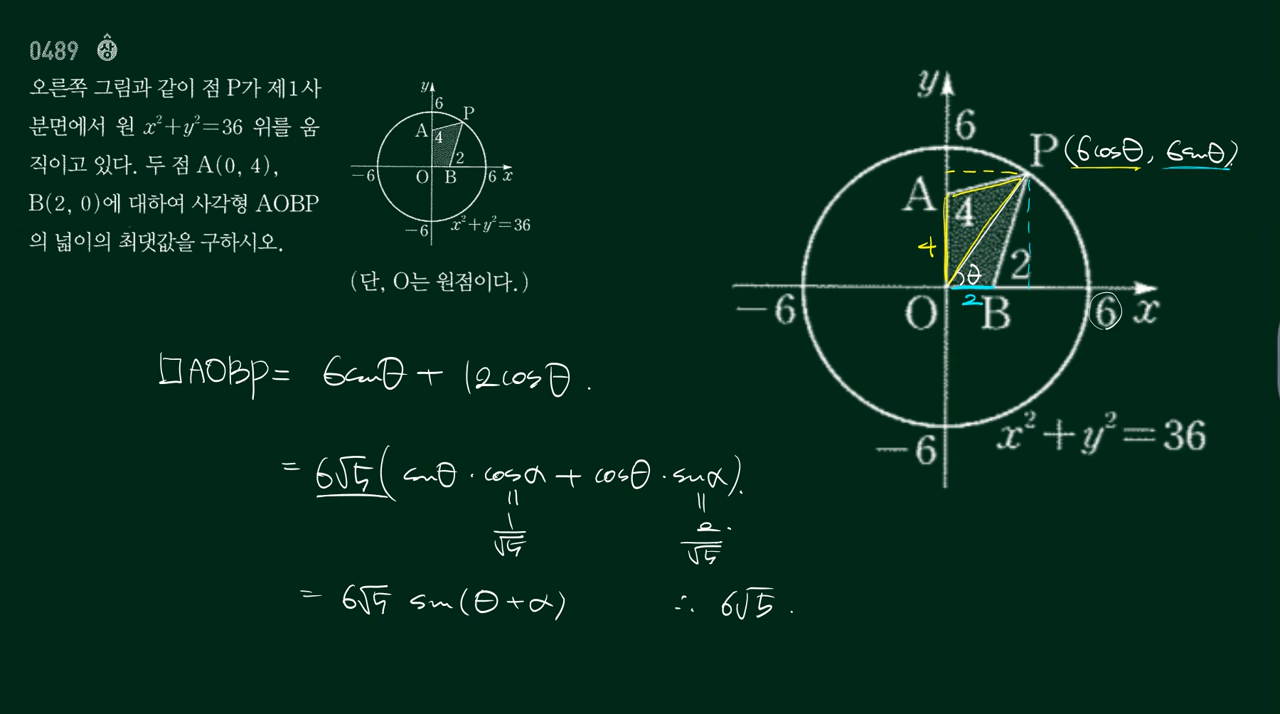 0489 상
오른쪽 그림과 같이 점 P가 제1사
분면에서 원 x²+y²=36 위를 움
직이고 있다. 두 점 A(0, 4),
B(2, 0)에 대하여 사각형 AOBP
의 넓이의 최댓값을 구하시오.
y
6
P
A
4
2
-6
O
B
6
x
-6
x²+y²=36
(단, O는 원점이다.)
y
6
P (6cosθ, 6sinθ)
A
4
4
θ
2
-6
O
2
B
6
x
-6
x²+y²=36
□AOBP = 6sinθ + 12cosθ.
= 6√5 ( sinθ · cosα + cosθ · sinα ).
= =
1/√5 2/√5
= 6√5 sin(θ+α) ∴ 6√5.